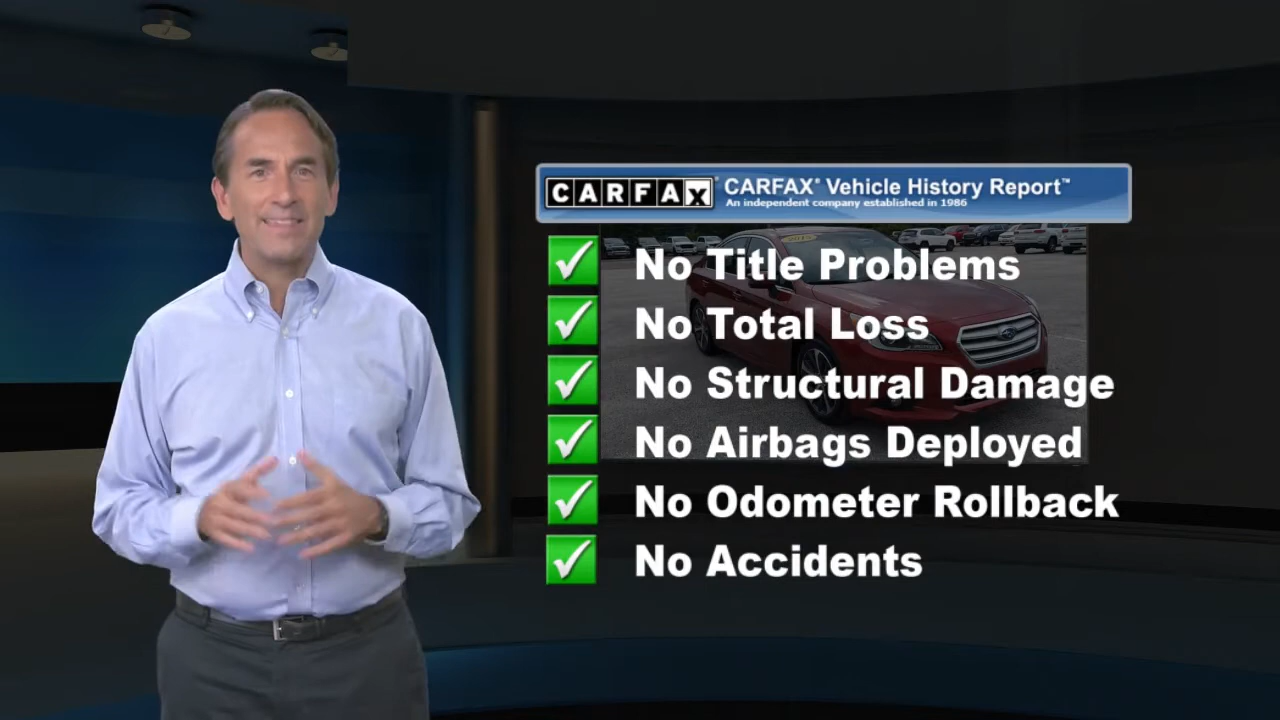 CARFAX
CARFAX® Vehicle History Report™
An independent company established in 1986
No Title Problems
No Total Loss
No Structural Damage
No Airbags Deployed
No Odometer Rollback
No Accidents